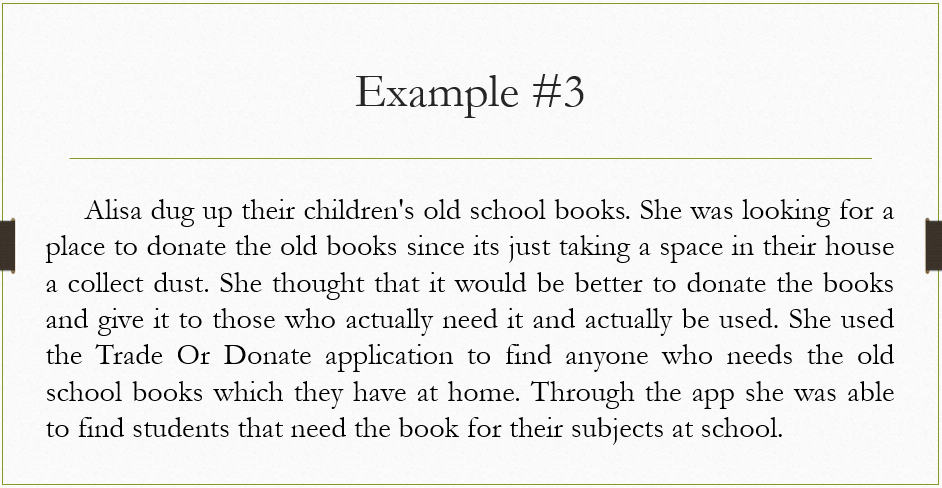 Example #3
Alisa dug up their children's old school books. She was looking for a
place to donate the old books since its just taking a space in their house
a collect dust. She thought that it would be better to donate the books
and give it to those who actually need it and actually be used. She used
the Trade Or Donate application to find anyone who needs the old
school books which they have at home. Through the app she was able
to find students that need the book for their subjects at school.